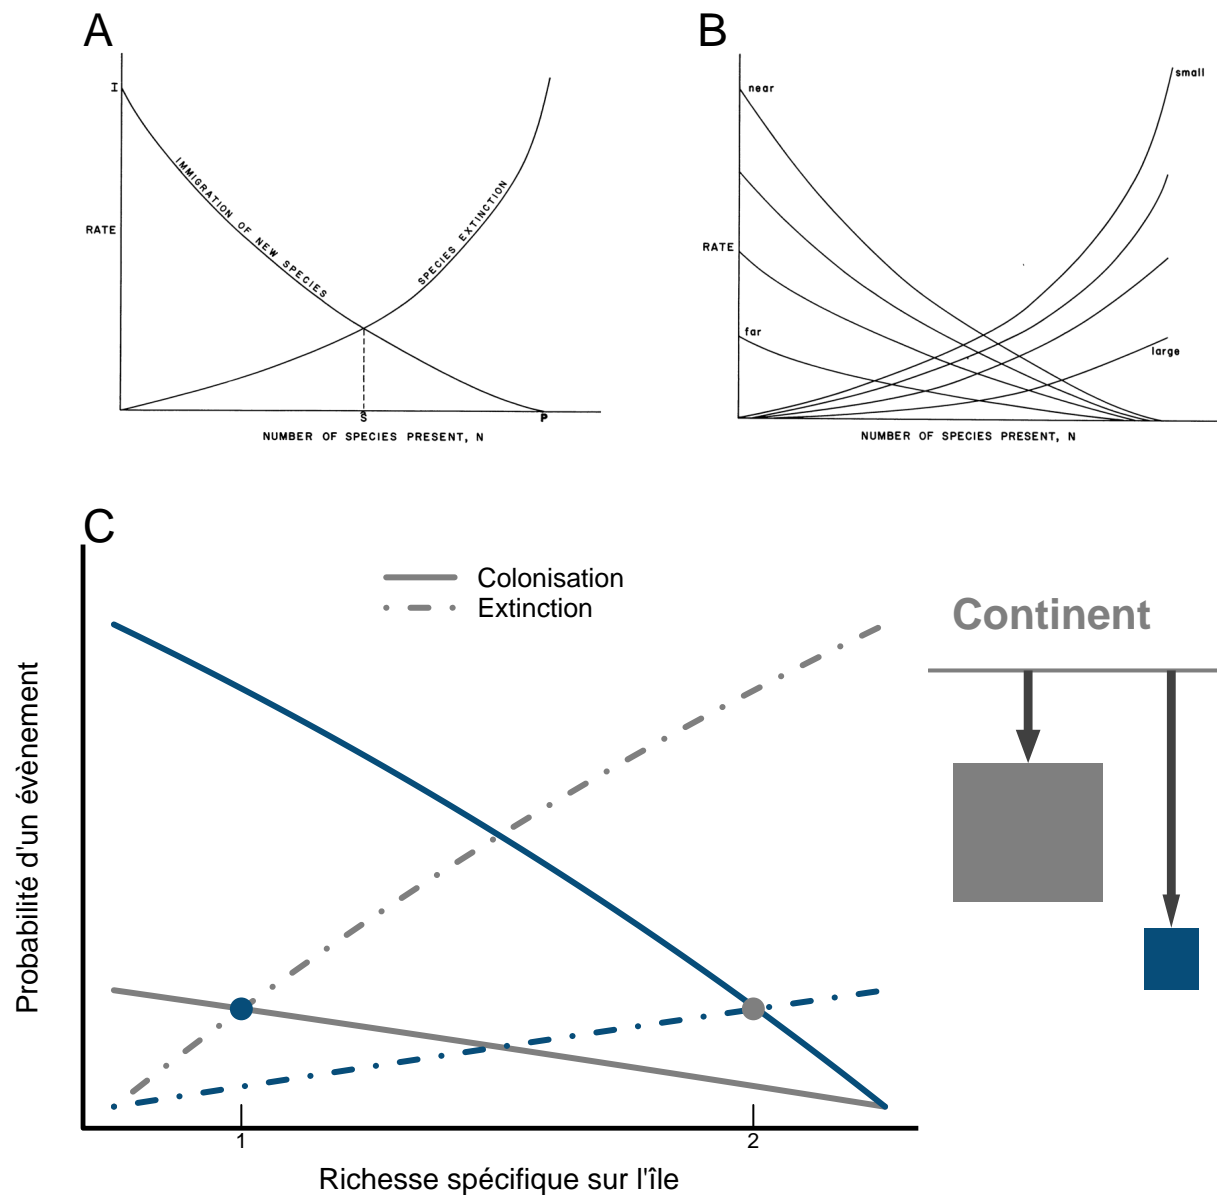 A
I
IMMIGRATION OF NEW SPECIES
SPECIES EXTINCTION
RATE
S
P
NUMBER OF SPECIES PRESENT, N
B
near
small
RATE
far
large
NUMBER OF SPECIES PRESENT, N
C
Colonisation
Extinction
Continent
Probabilité d'un évènement
1
2
Richesse spécifique sur l'île